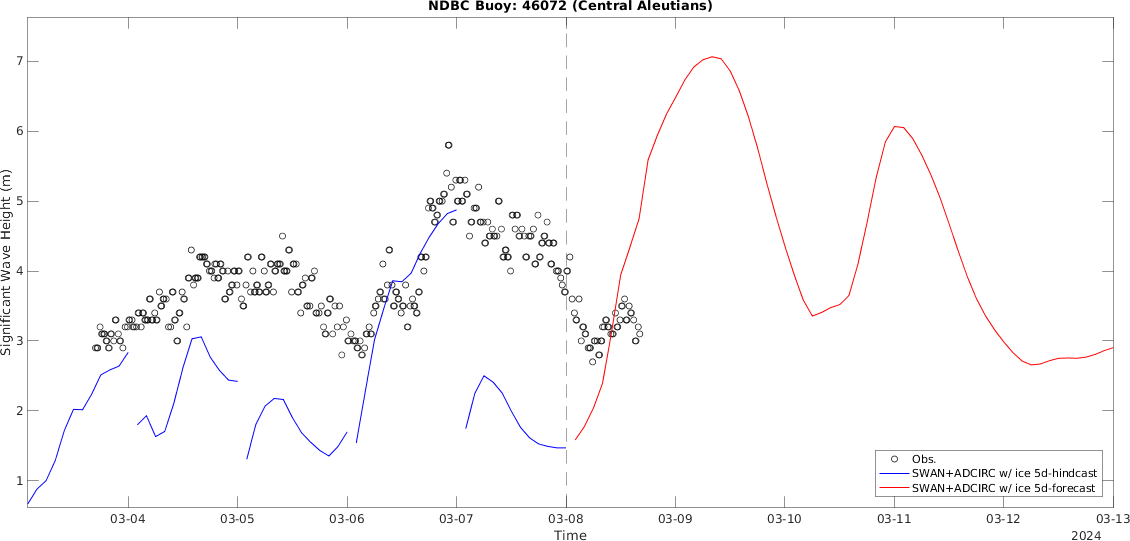 NDBC Buoy: 46072 (Central Aleutians)
Significant Wave Height (m)
7
6
5
4
3
2
1
Obs.
SWAN+ADCIRC w/ ice 5d-hindcast
SWAN+ADCIRC w/ ice 5d-forecast
03-04 03-05 03-06 03-07 03-08 03-09 03-10 03-11 03-12 03-13
Time
2024